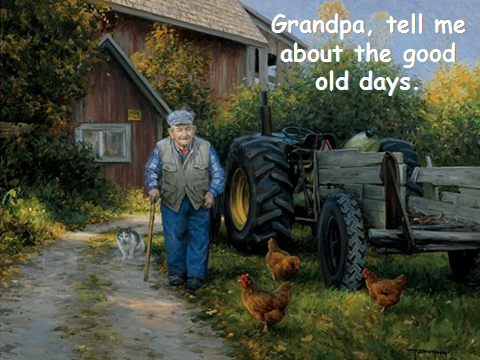 Grandpa, tell me
about the good
old days.